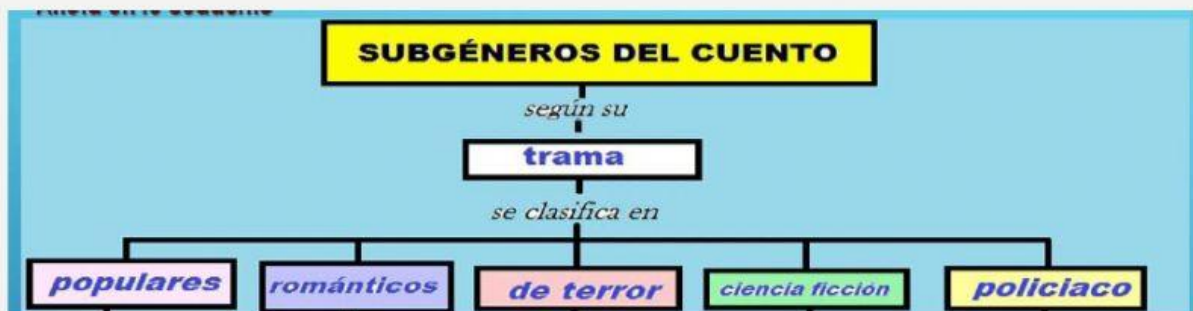 SUBGÉNEROS DEL CUENTO
según su
trama
se clasifica en
populares románticos de terror ciencia ficción policiaco